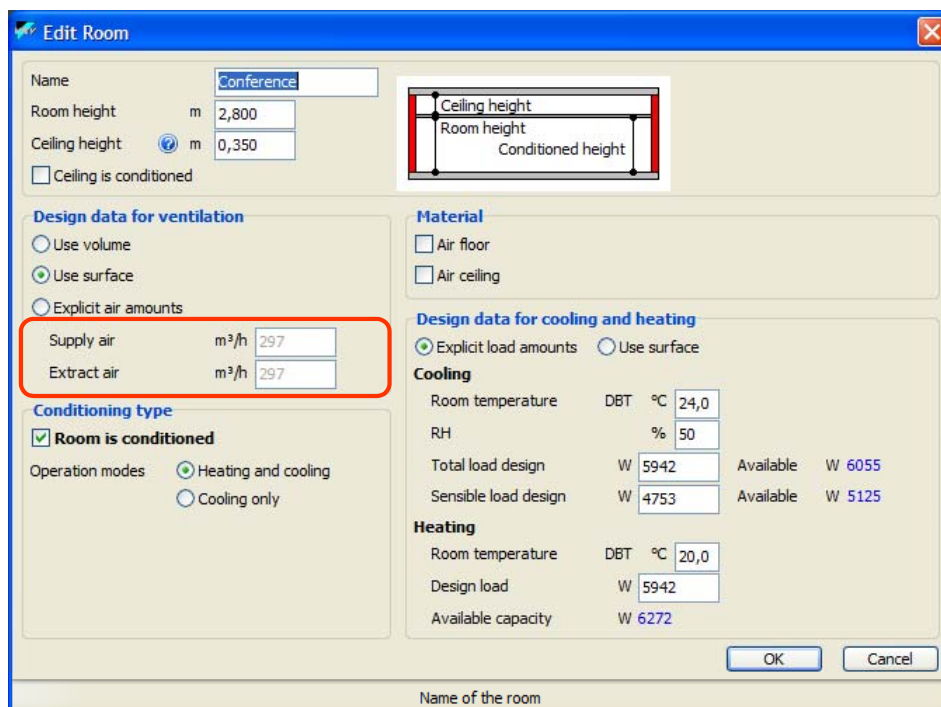 Edit Room
Name Conference
Room height m 2,800
Ceiling height m 0,350
Ceiling is conditioned
Ceiling height
Room height
Conditioned height
Design data for ventilation
Use volume
Use surface
Explicit air amounts
Supply air m³/h 297
Extract air m³/h 297
Conditioning type
Room is conditioned
Operation modes Heating and cooling
Cooling only
Material
Air floor
Air ceiling
Design data for cooling and heating
Explicit load amounts Use surface
Cooling
Room temperature DBT °C 24,0
RH % 50
Total load design W 5942 Available W 6055
Sensible load design W 4753 Available W 5125
Heating
Room temperature DBT °C 20,0
Design load W 5942
Available capacity W 6272
OK Cancel
Name of the room